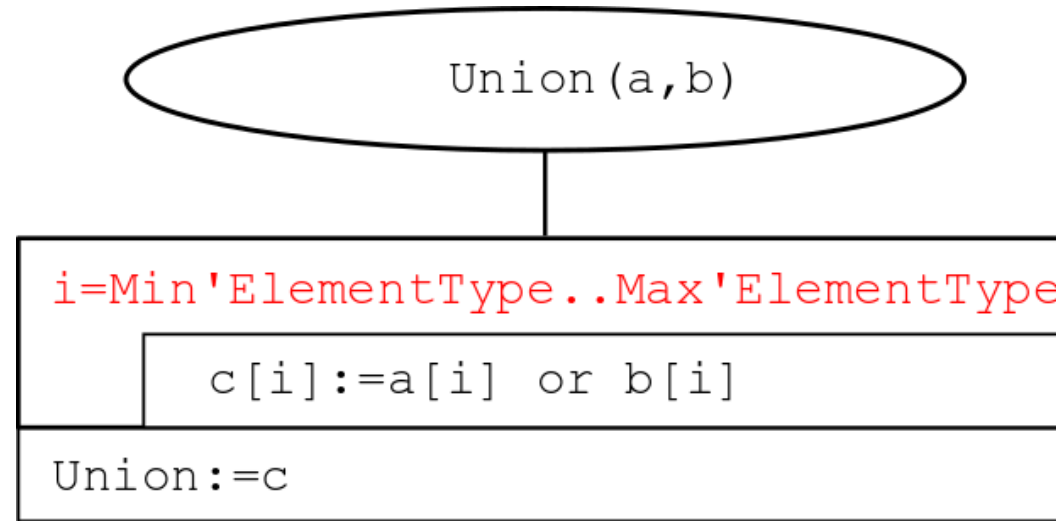 Union(a,b)
i=Min'ElementType..Max'ElementType
c[i]:=a[i] or b[i]
Union:=c